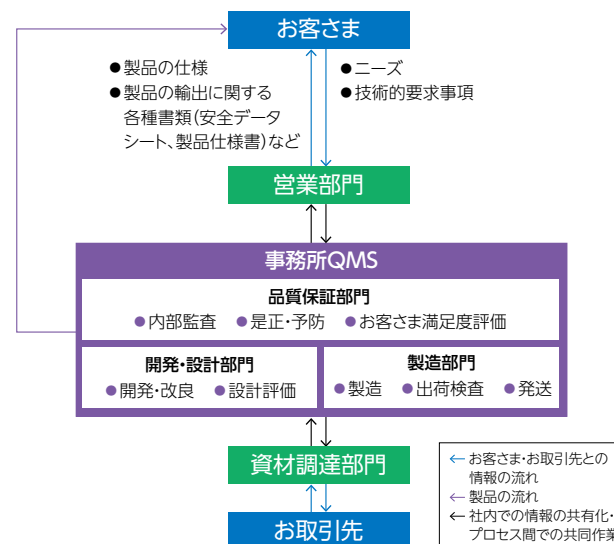 お客さま
●製品の仕様
●製品の輸出に関する
各種書類(安全データ
シート、製品仕様書)など
●ニーズ
●技術的要求事項
営業部門
事務所QMS
品質保証部門
●内部監査 ●是正・予防 ●お客さま満足度評価
開発・設計部門
●開発・改良 ●設計評価
製造部門
●製造 ●出荷検査 ●発送
資材調達部門
お取引先
←お客さま・お取引先との
情報の流れ
←製品の流れ
←社内での情報の共有化・
プロセス間での共同作業